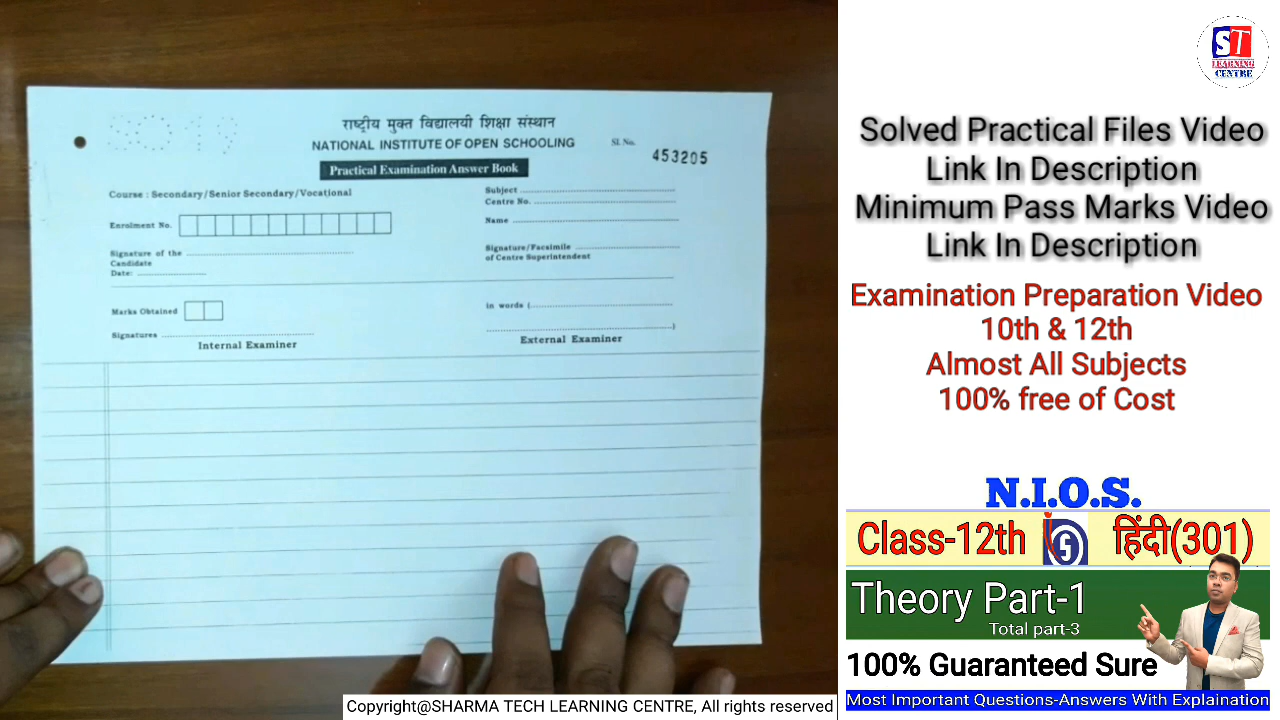 राष्ट्रीय मुक्त विद्यालयी शिक्षा संस्थान
NATIONAL INSTITUTE OF OPEN SCHOOLING
Sl. No.
453205
Practical Examination Answer Book
Course : Secondary/Senior Secondary/Vocational
Subject
Centre No.
Enrolment No.
Name
Signature of the
Candidate
Date:
Signature/Facsimile
of Centre Superintendent
Marks Obtained
in words (
)
Signatures
Internal Examiner
External Examiner
2019
Copyright@SHARMA TECH LEARNING CENTRE, All rights reserved
ST
LEARNING
CENTRE
Solved Practical Files Video
Link In Description
Minimum Pass Marks Video
Link In Description
Examination Preparation Video
10th & 12th
Almost All Subjects
100% free of Cost
N.I.O.S.
Class-12th हिंदी(301)
Theory Part-1
Total part-3
100% Guaranteed Sure
Most Important Questions-Answers With Explaination